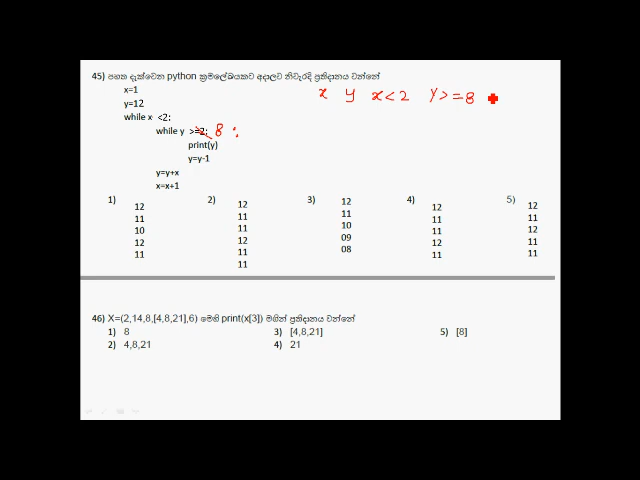 45) පහත දැක්වෙන python ක්‍රමලේඛයකට අදාලව නිවැරදි ප්‍රතිදානය වන්නේ
x=1
y=12
while x <2:
while y >=2: 8 :
print(y)
y=y-1
y=y+x
x=x+1
x y x<2 y>=8
1) 2) 3) 4) 5)
12 12 12 12 12
11 11 11 11 11
10 11 10 11 12
12 12 09 12 11
11 11 08 11 11
11
46) X=(2,14,8,[4,8,21],6) මෙහි print(x[3]) මගින් ප්‍රතිදානය වන්නේ
1) 8 3) [4,8,21] 5) [8]
2) 4,8,21 4) 21